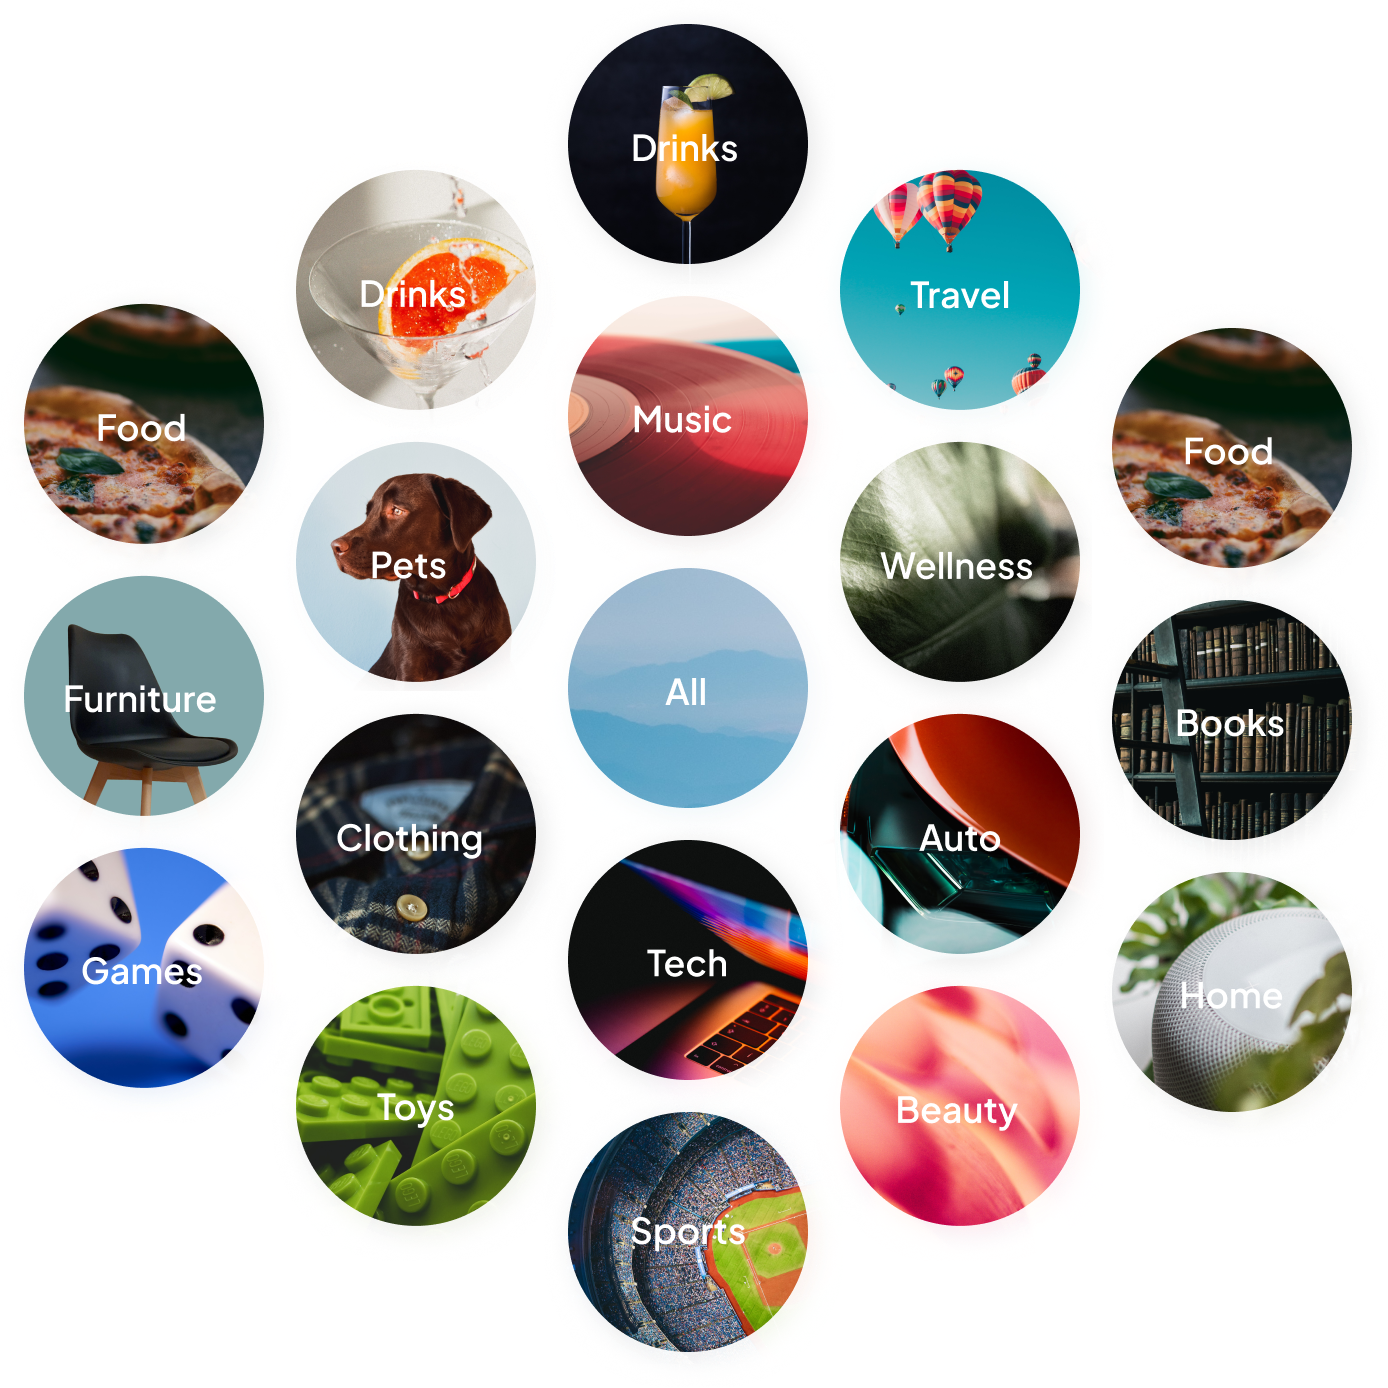 Drinks
Drinks
Travel
Food
Music
Food
Pets
Wellness
Furniture
All
Books
Clothing
Auto
Games
Tech
Home
Toys
Beauty
Sports